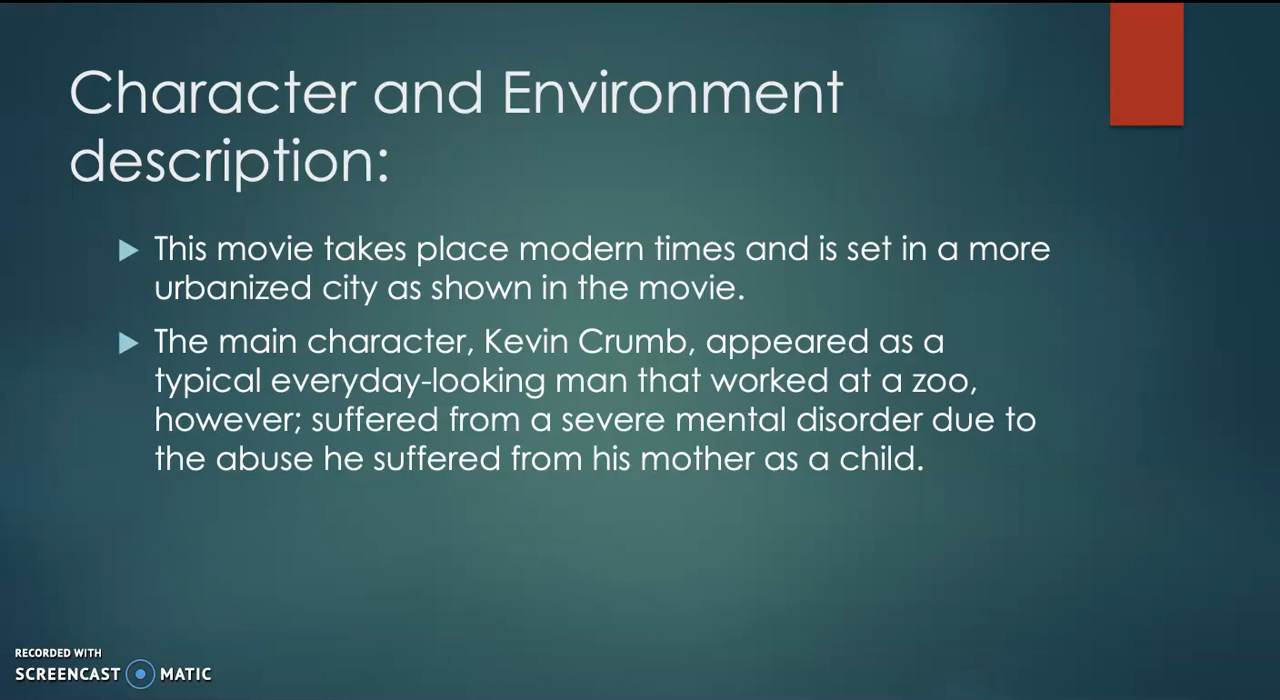 Character and Environment
description:
This movie takes place modern times and is set in a more
urbanized city as shown in the movie.
The main character, Kevin Crumb, appeared as a
typical everyday-looking man that worked at a zoo,
however; suffered from a severe mental disorder due to
the abuse he suffered from his mother as a child.
RECORDED WITH
SCREENCAST MATIC